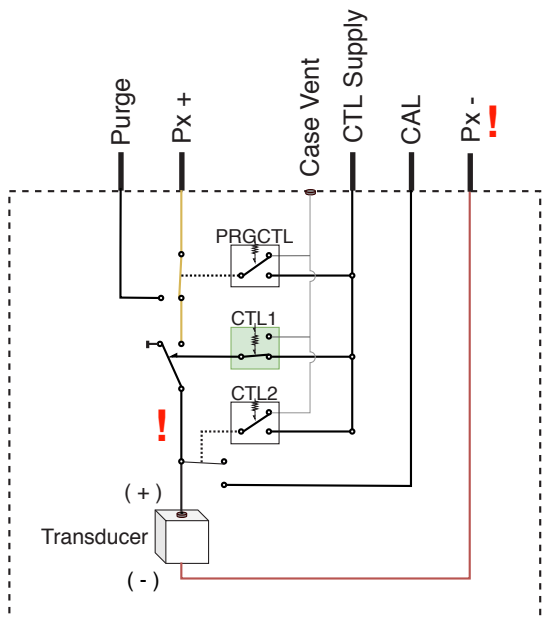 Purge
Px +
Case Vent
CTL Supply
CAL
Px -
!
PRGCTL
CTL1
CTL2
!
( + )
Transducer
( - )